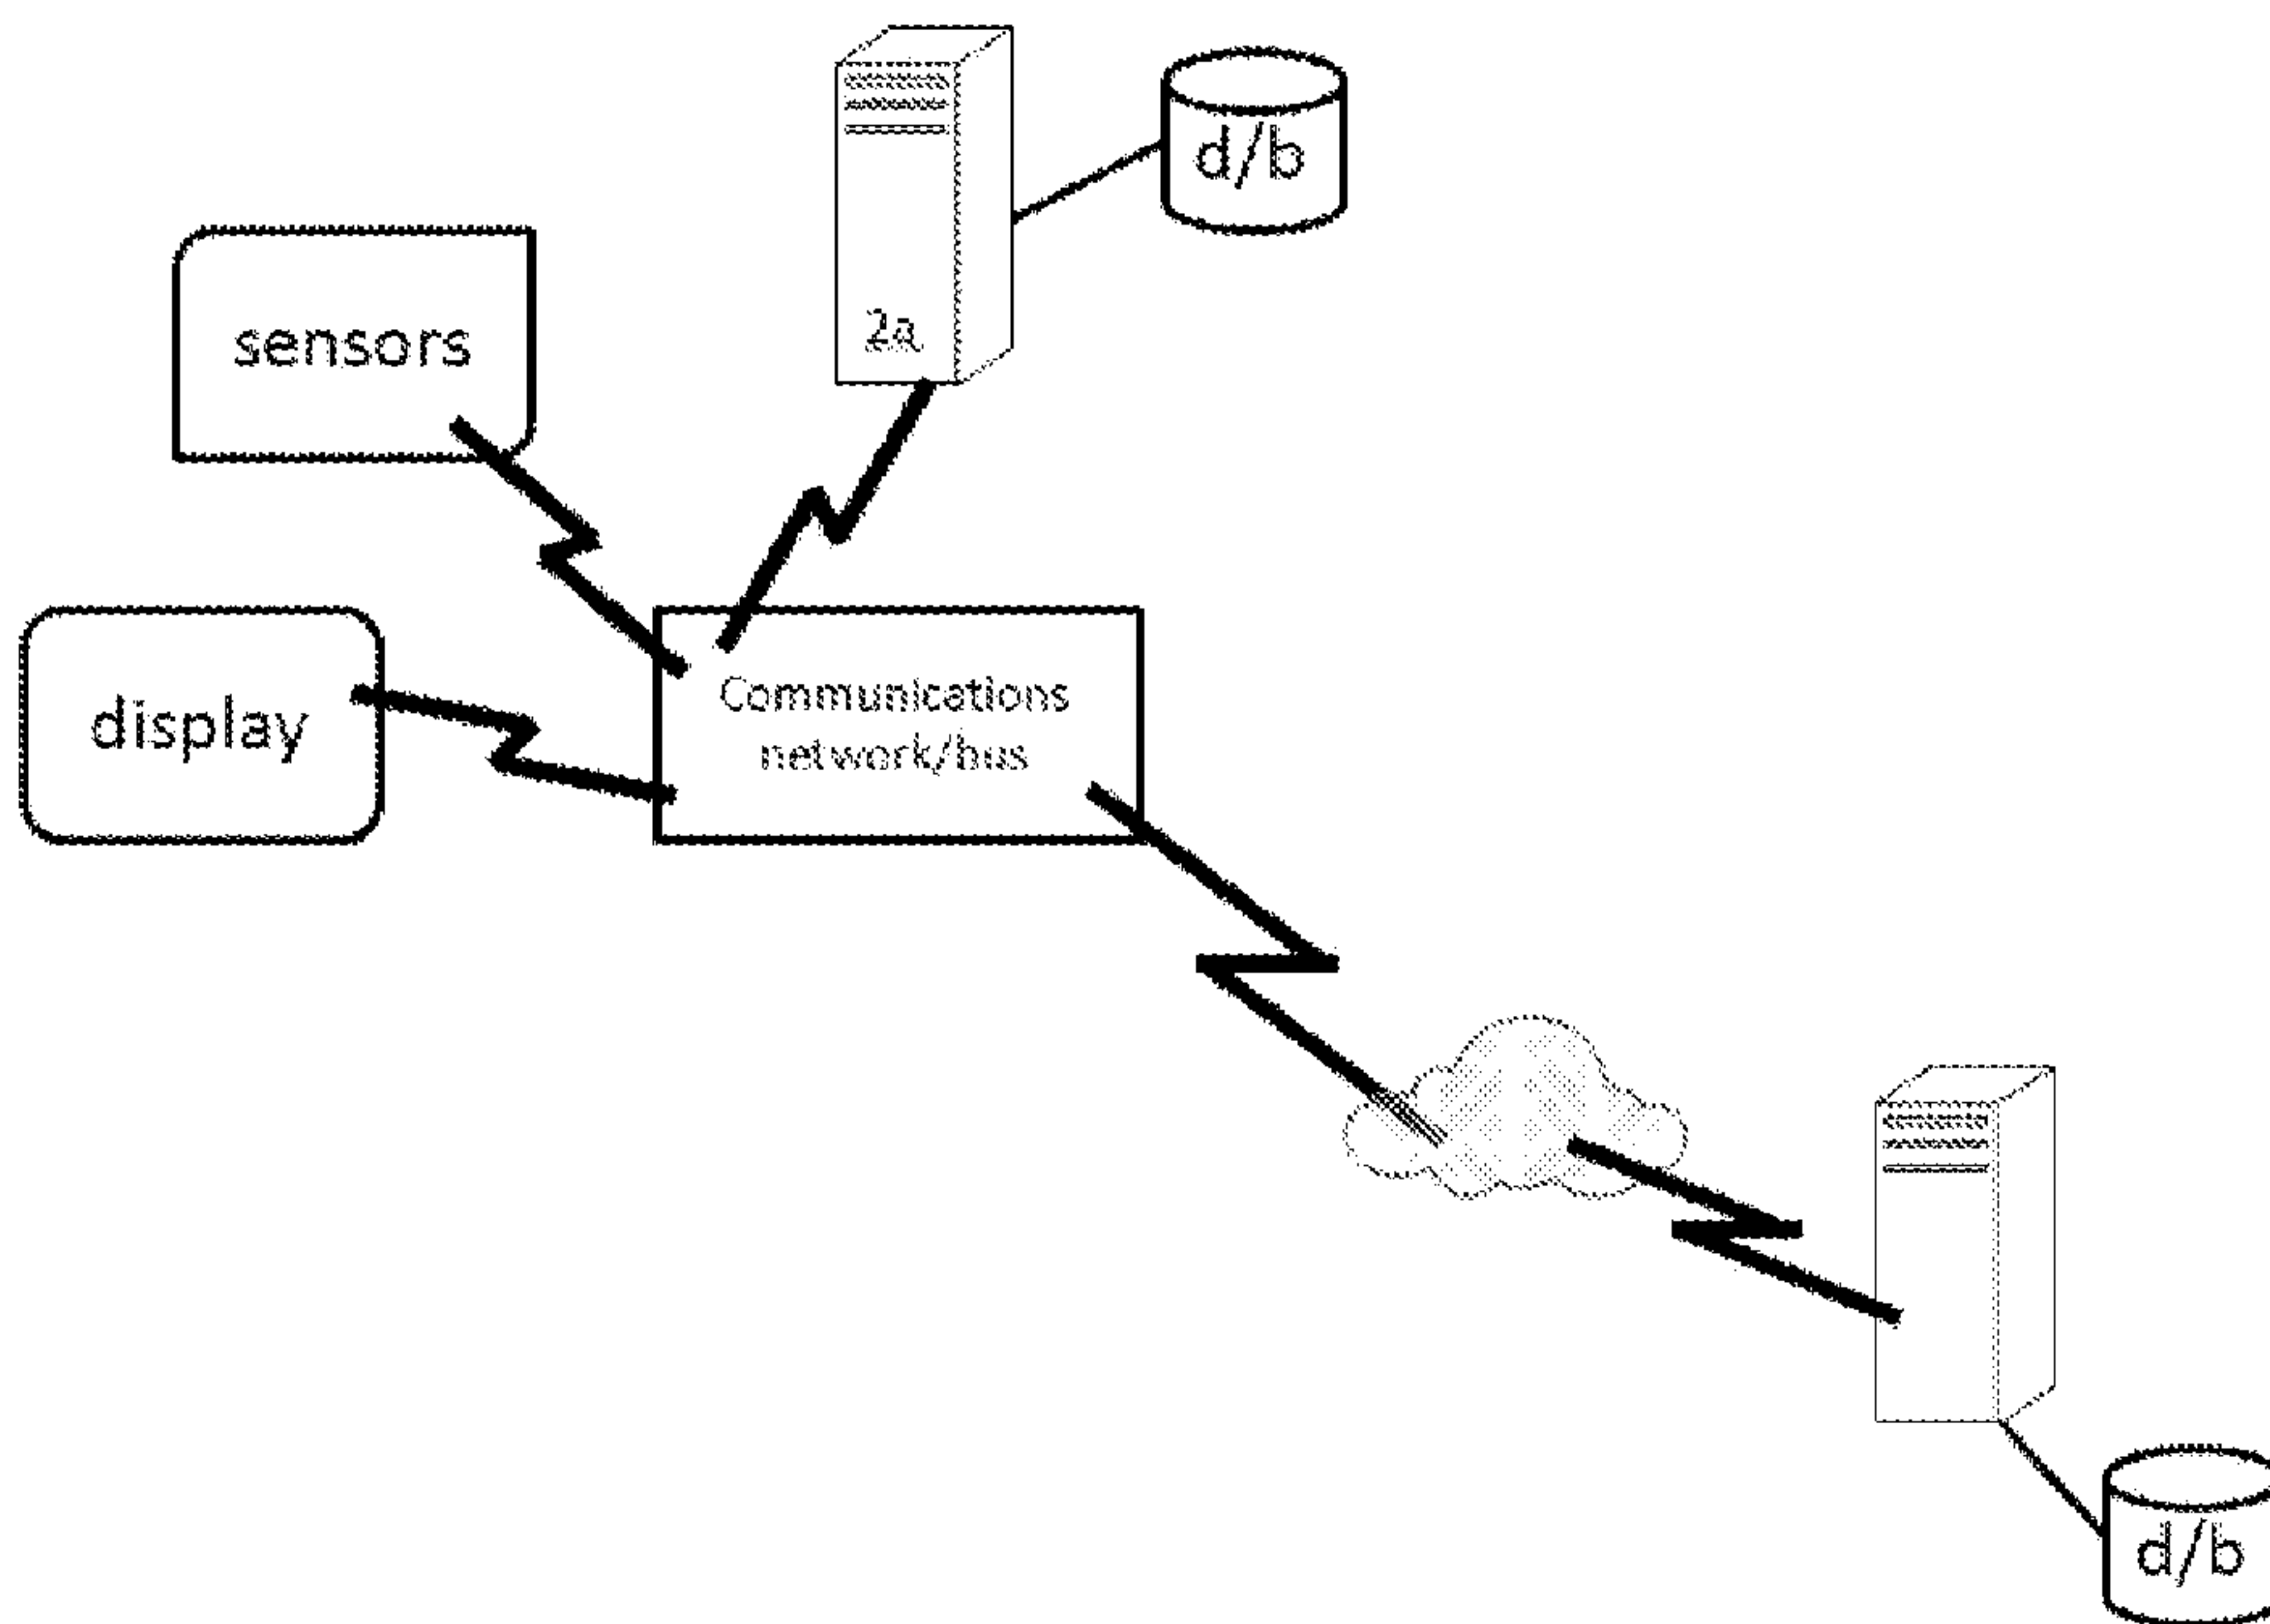 d/b
2a
sensors
display
Communications
network/bus
d/b